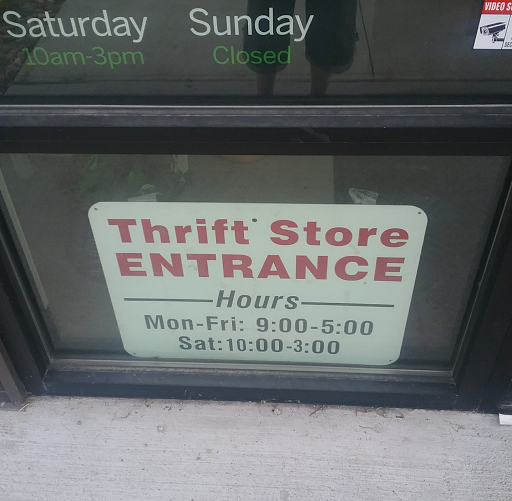 Saturday Sunday
10am-3pm Closed
VIDEO
Thrift Store
ENTRANCE
Hours
Mon-Fri: 9:00-5:00
Sat:10:00-3:00